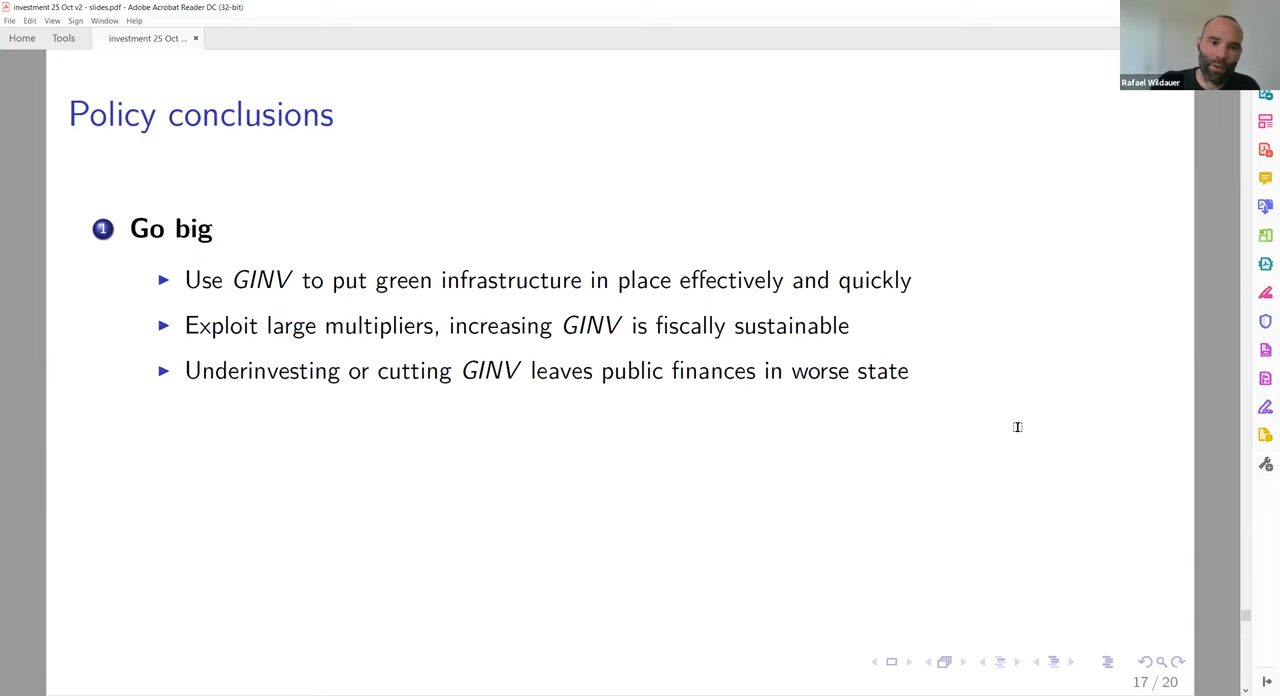 investment 25 Oct v2 - slides.pdf - Adobe Acrobat Reader DC (32-bit)
File Edit View Sign Window Help
Home Tools investment 25 Oct ...
Rafael Wildauer
Policy conclusions
1 Go big
Use GINV to put green infrastructure in place effectively and quickly
Exploit large multipliers, increasing GINV is fiscally sustainable
Underinvesting or cutting GINV leaves public finances in worse state
17 / 20